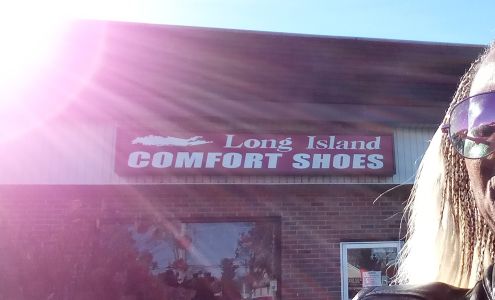 Long Island
COMFORT SHOES